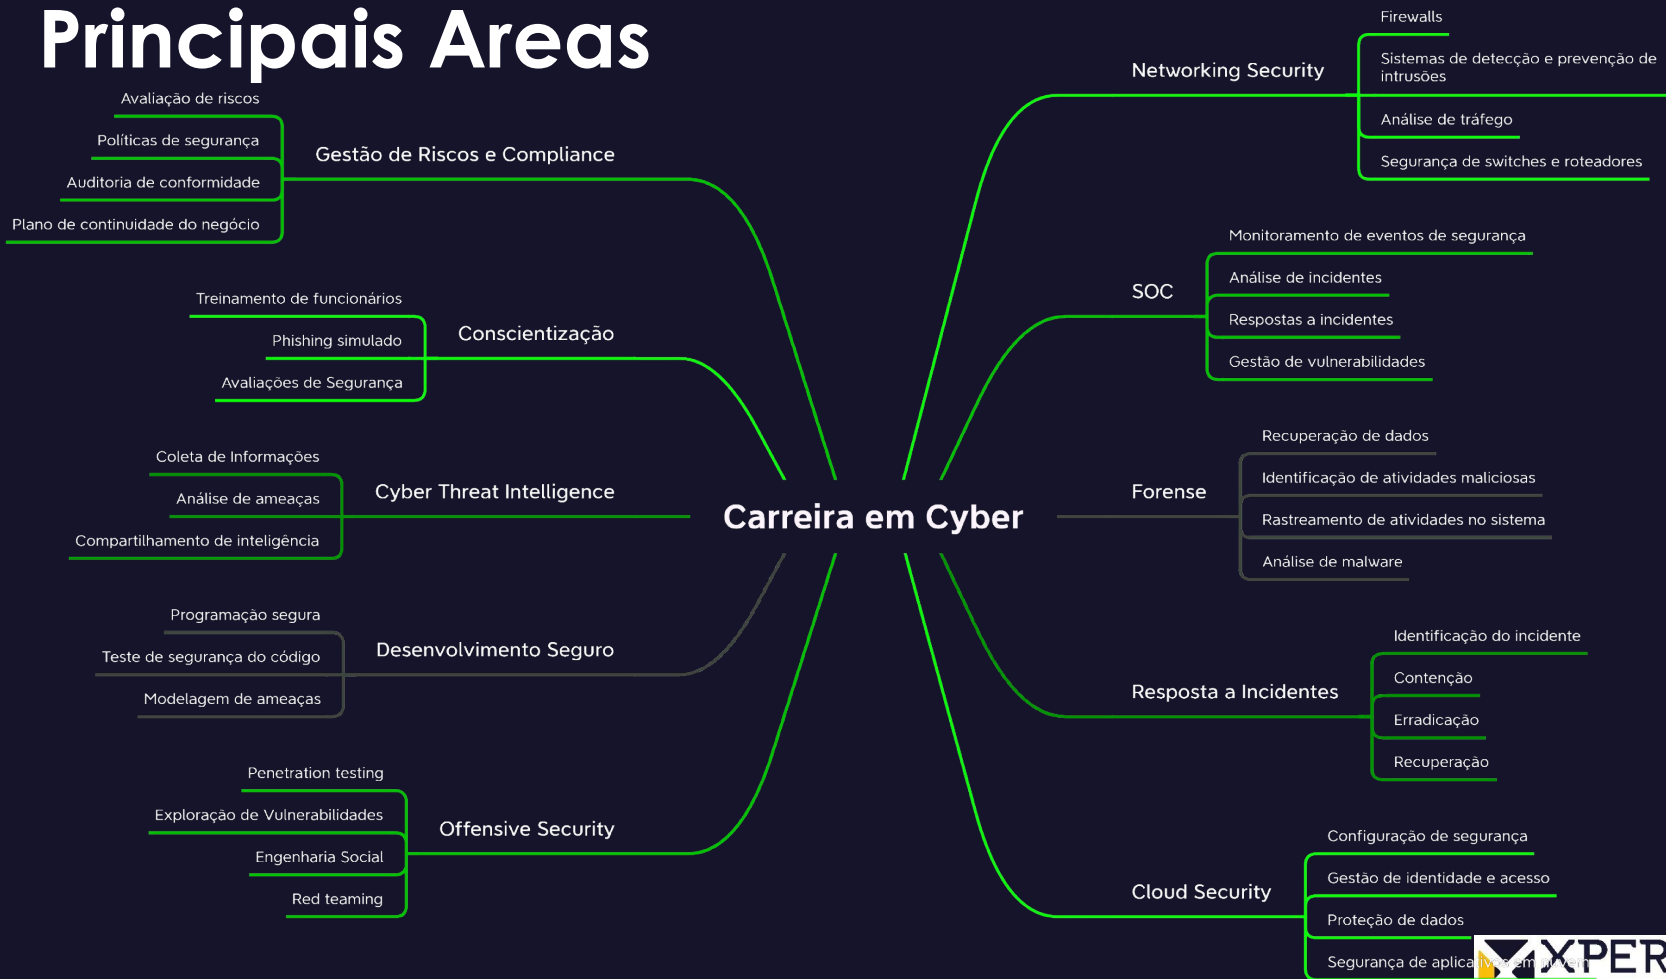 Principais Areas
Avaliação de riscos
Políticas de segurança
Auditoria de conformidade
Plano de continuidade do negócio
Gestão de Riscos e Compliance
Treinamento de funcionários
Phishing simulado
Avaliações de Segurança
Conscientização
Coleta de Informações
Análise de ameaças
Compartilhamento de inteligência
Cyber Threat Intelligence
Programação segura
Teste de segurança do código
Modelagem de ameaças
Desenvolvimento Seguro
Penetration testing
Exploração de Vulnerabilidades
Engenharia Social
Red teaming
Offensive Security
Carreira em Cyber
Networking Security
Firewalls
Sistemas de detecção e prevenção de
intrusões
Análise de tráfego
Segurança de switches e roteadores
SOC
Monitoramento de eventos de segurança
Análise de incidentes
Respostas a incidentes
Gestão de vulnerabilidades
Forense
Recuperação de dados
Identificação de atividades maliciosas
Rastreamento de atividades no sistema
Análise de malware
Resposta a Incidentes
Identificação do incidente
Contenção
Erradicação
Recuperação
Cloud Security
Configuração de segurança
Gestão de identidade e acesso
Proteção de dados
Segurança de aplicativos em nuvem
XPER